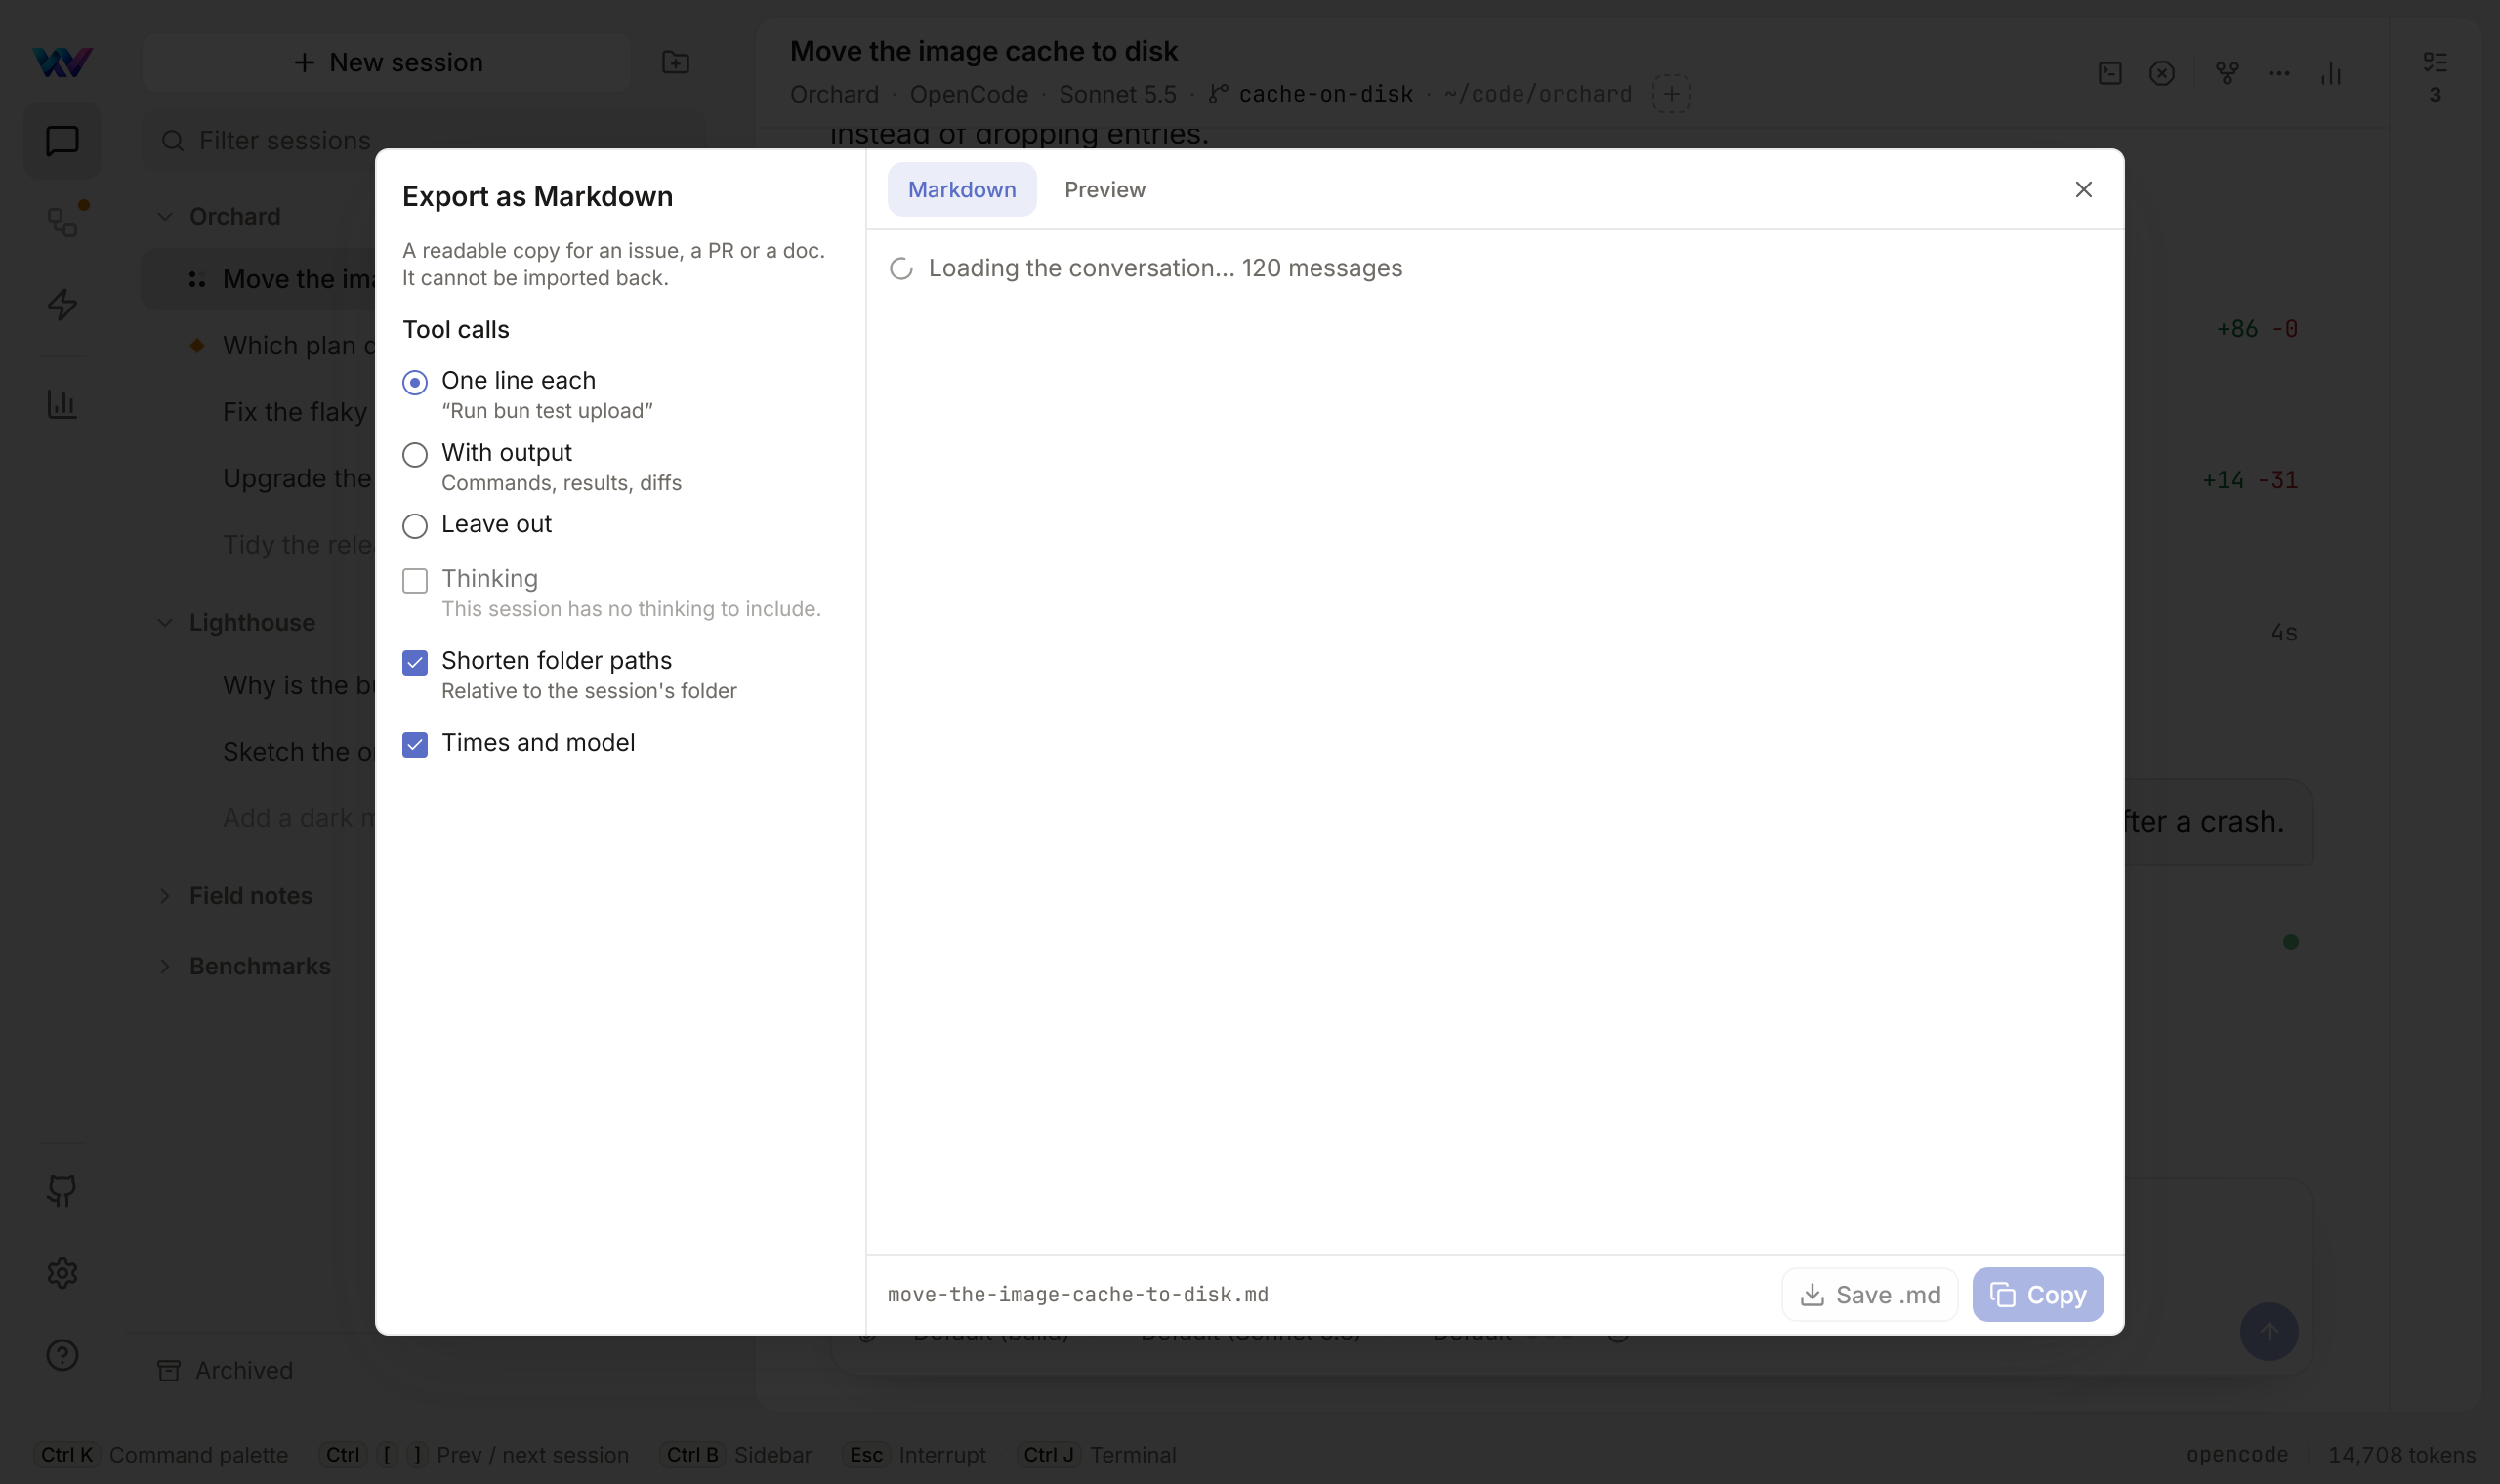 New session
Filter sessions
Orchard
Move the ima
Which plan
Fix the flaky
Upgrade the
Tidy the rele
Lighthouse
Why is the b
Sketch the o
Add a dark
Field notes
Benchmarks
Archived
Move the image cache to disk
Orchard · OpenCode · Sonnet 5.5 · cache-on-disk · ~/code/orchard
3
instead of dropping entries.
+86 -0
+14 -31
4s
fter a crash.
Export as Markdown
A readable copy for an issue, a PR or a doc.
It cannot be imported back.
Tool calls
One line each
“Run bun test upload”
With output
Commands, results, diffs
Leave out
Thinking
This session has no thinking to include.
Shorten folder paths
Relative to the session's folder
Times and model
Markdown Preview
Loading the conversation... 120 messages
move-the-image-cache-to-disk.md
Save .md
Copy
Ctrl K Command palette Ctrl [ ] Prev / next session Ctrl B Sidebar Esc Interrupt Ctrl J Terminal
opencode 14,708 tokens